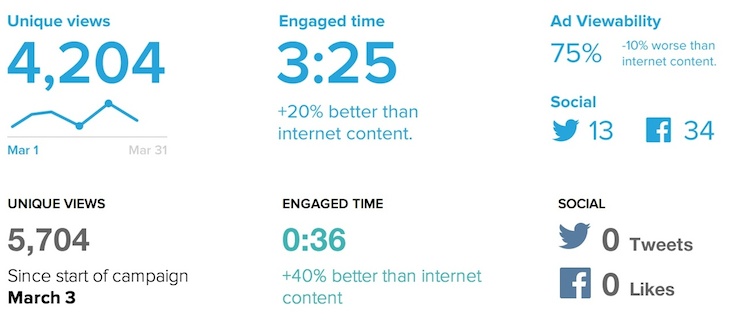 Unique views
4,204
Mar 1
Mar 31
Engaged time
3:25
+20% better than
internet content.
Ad Viewability
75%
-10% worse than
internet content.
Social
13
34
UNIQUE VIEWS
5,704
Since start of campaign
March 3
ENGAGED TIME
0:36
+40% better than internet
content
SOCIAL
0 Tweets
0 Likes